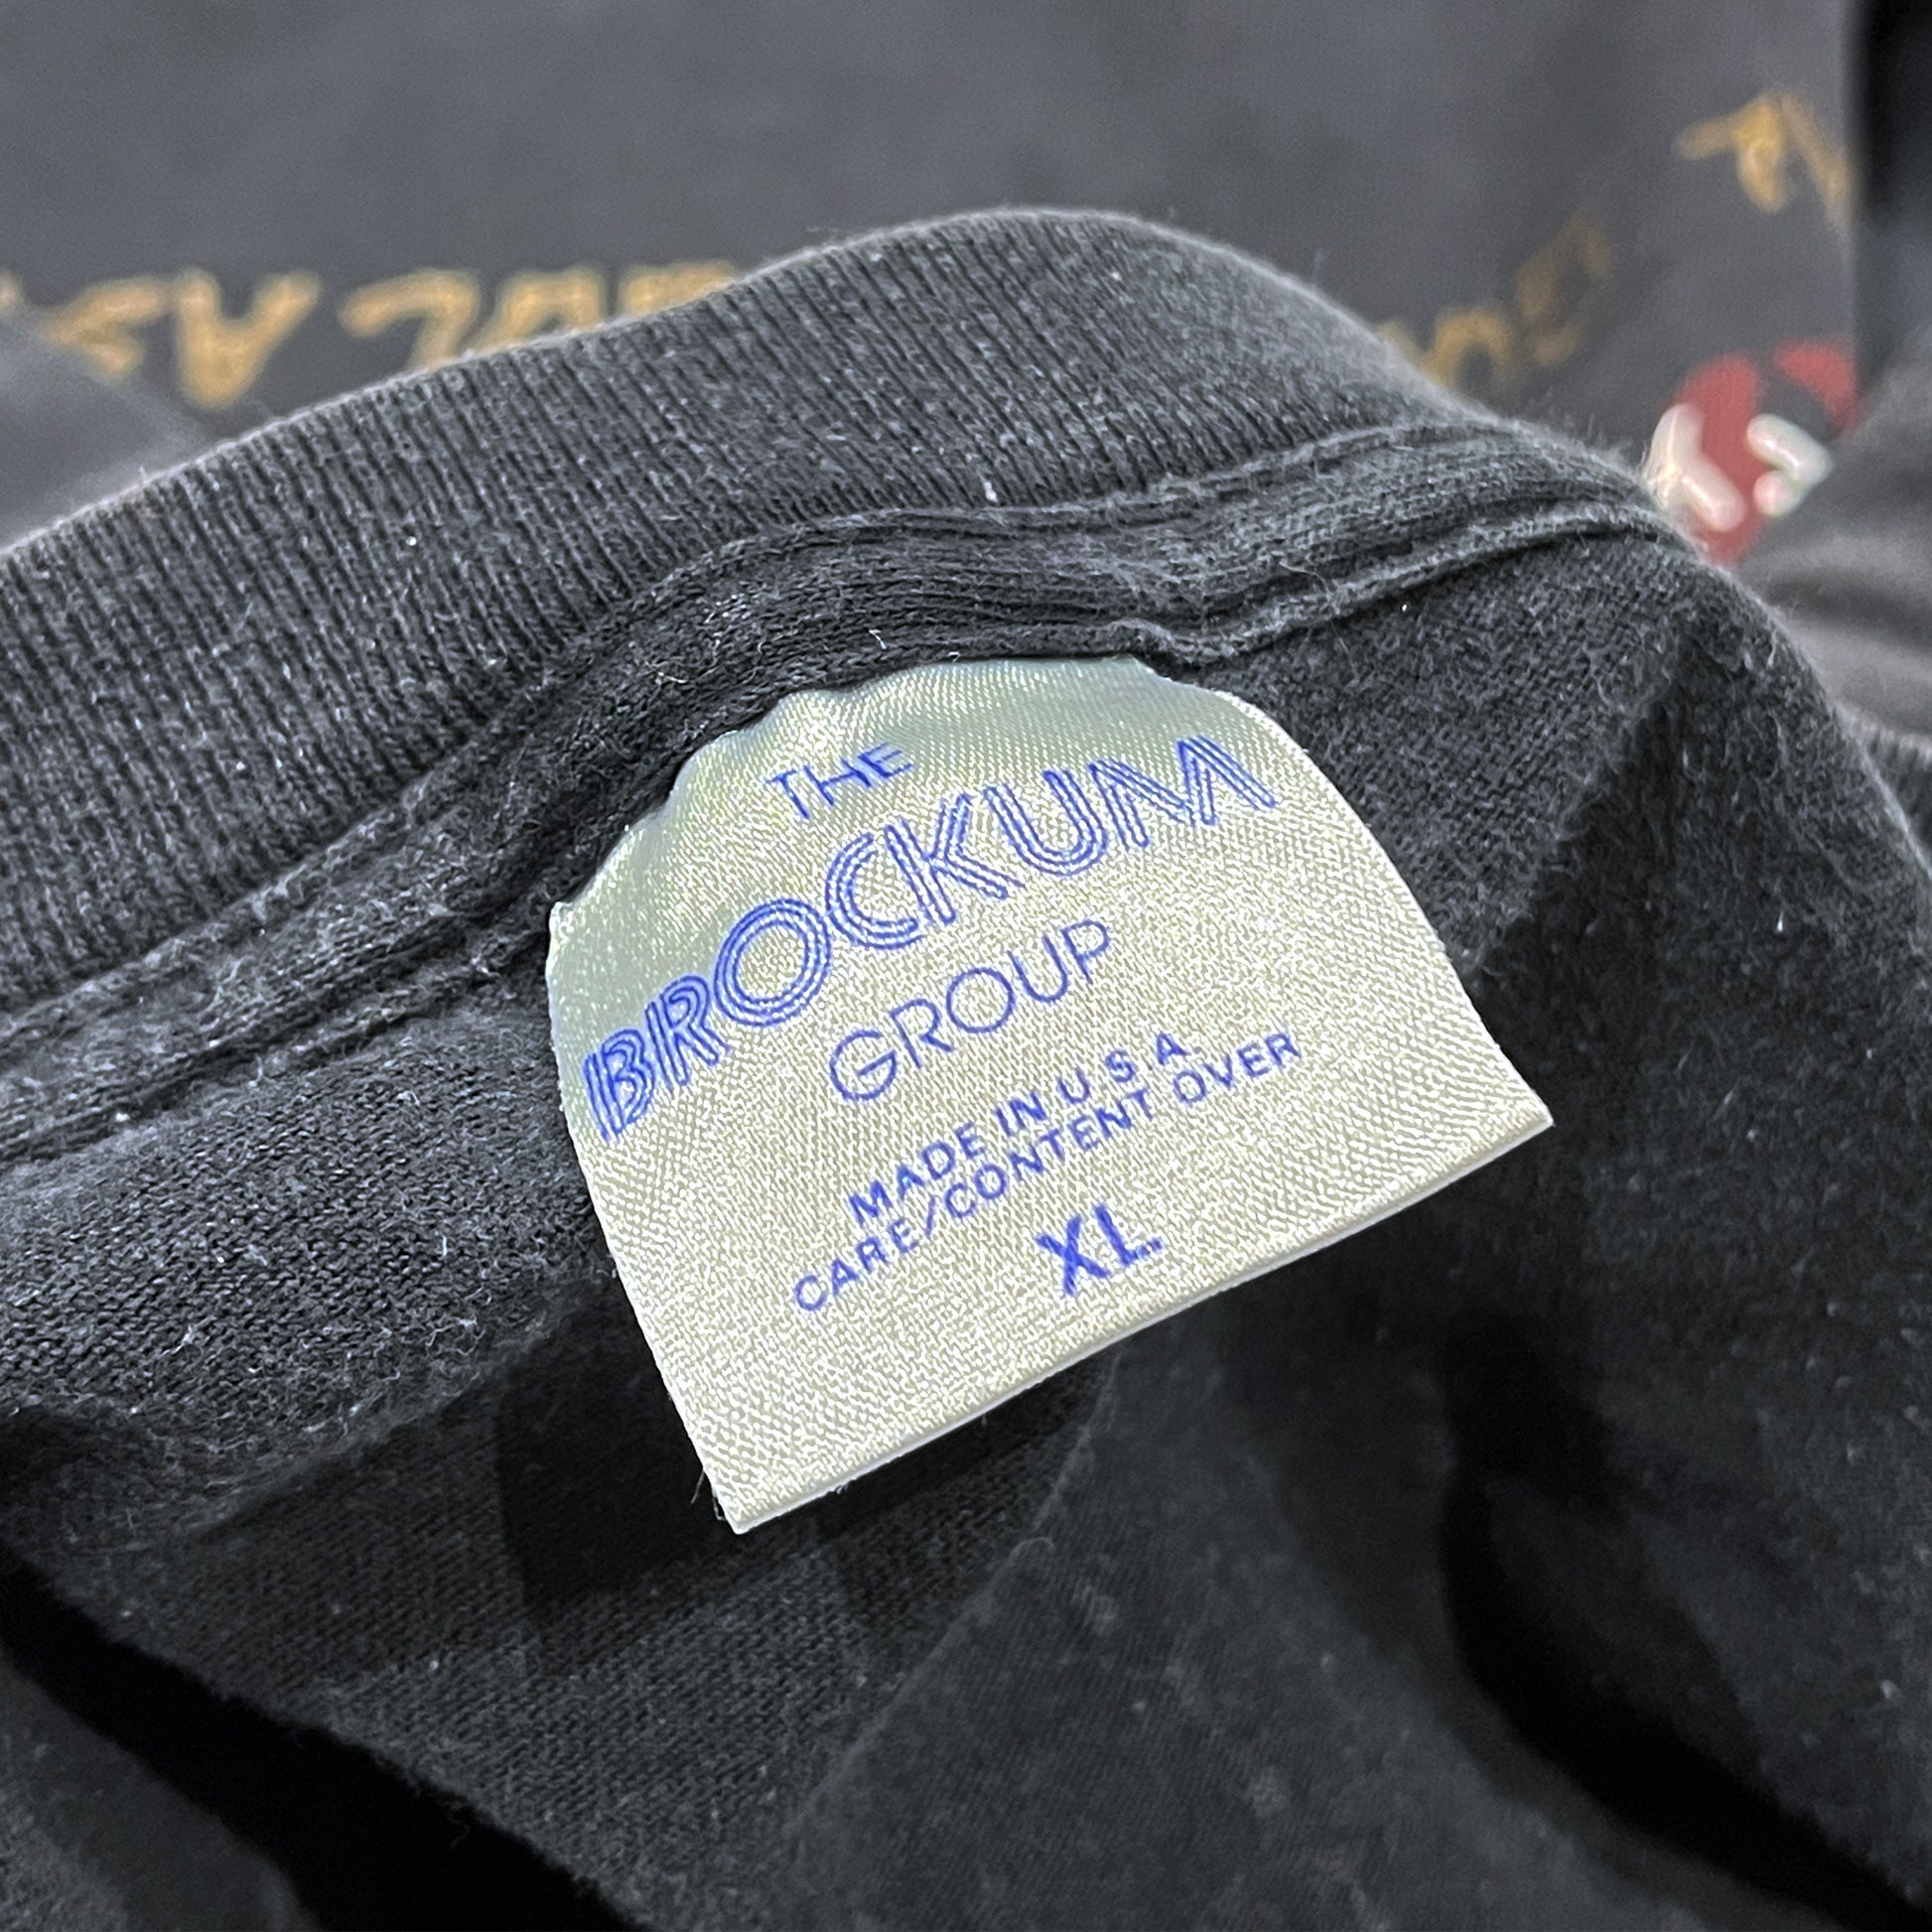 THE
BROCKUM
GROUP
MADE IN U.S.A.
CARE/CONTENT OVER
XL